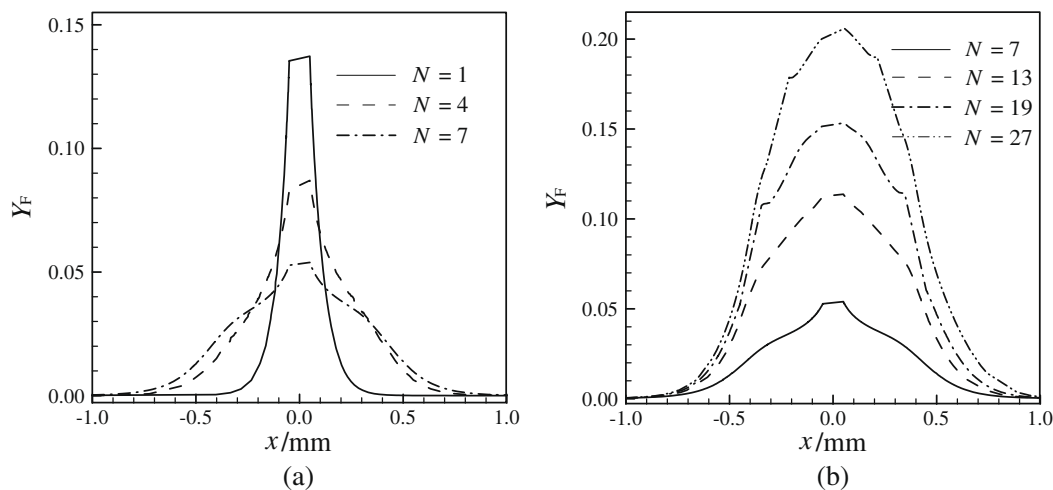 0.15
0.10
0.05
0.00
Y_F
N = 1
N = 4
N = 7
-1.0 -0.5 0.0 0.5 1.0
x/mm
(a)
0.20
0.15
0.10
0.05
0.00
Y_F
N = 7
N = 13
N = 19
N = 27
-1.0 -0.5 0.0 0.5 1.0
x/mm
(b)